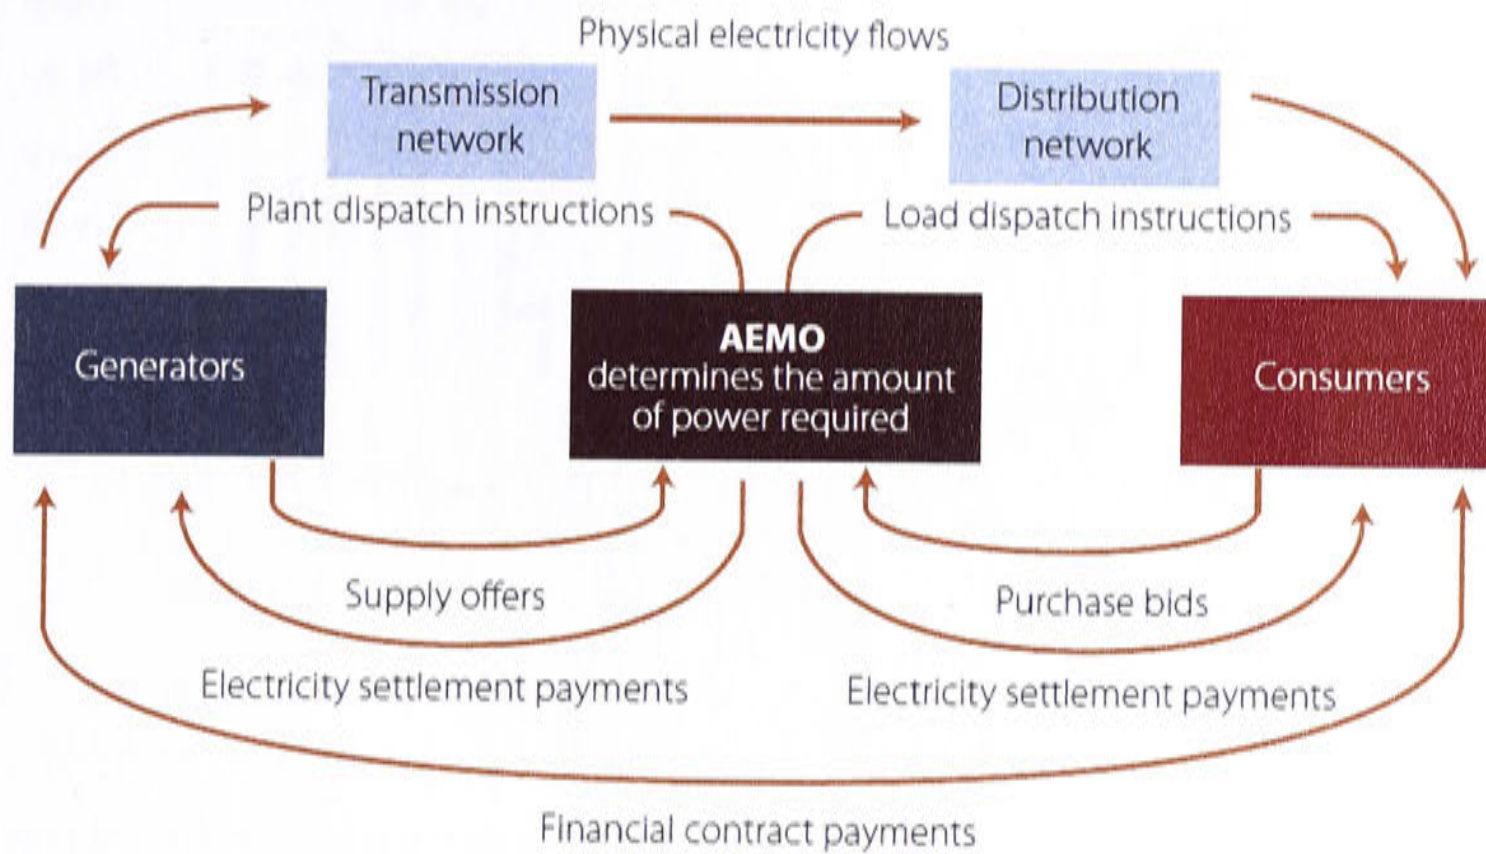 Physical electricity flows
Transmission
network
Distribution
network
Plant dispatch instructions
Load dispatch instructions
Generators
AEMO
determines the amount
of power required
Consumers
Supply offers
Purchase bids
Electricity settlement payments
Electricity settlement payments
Financial contract payments